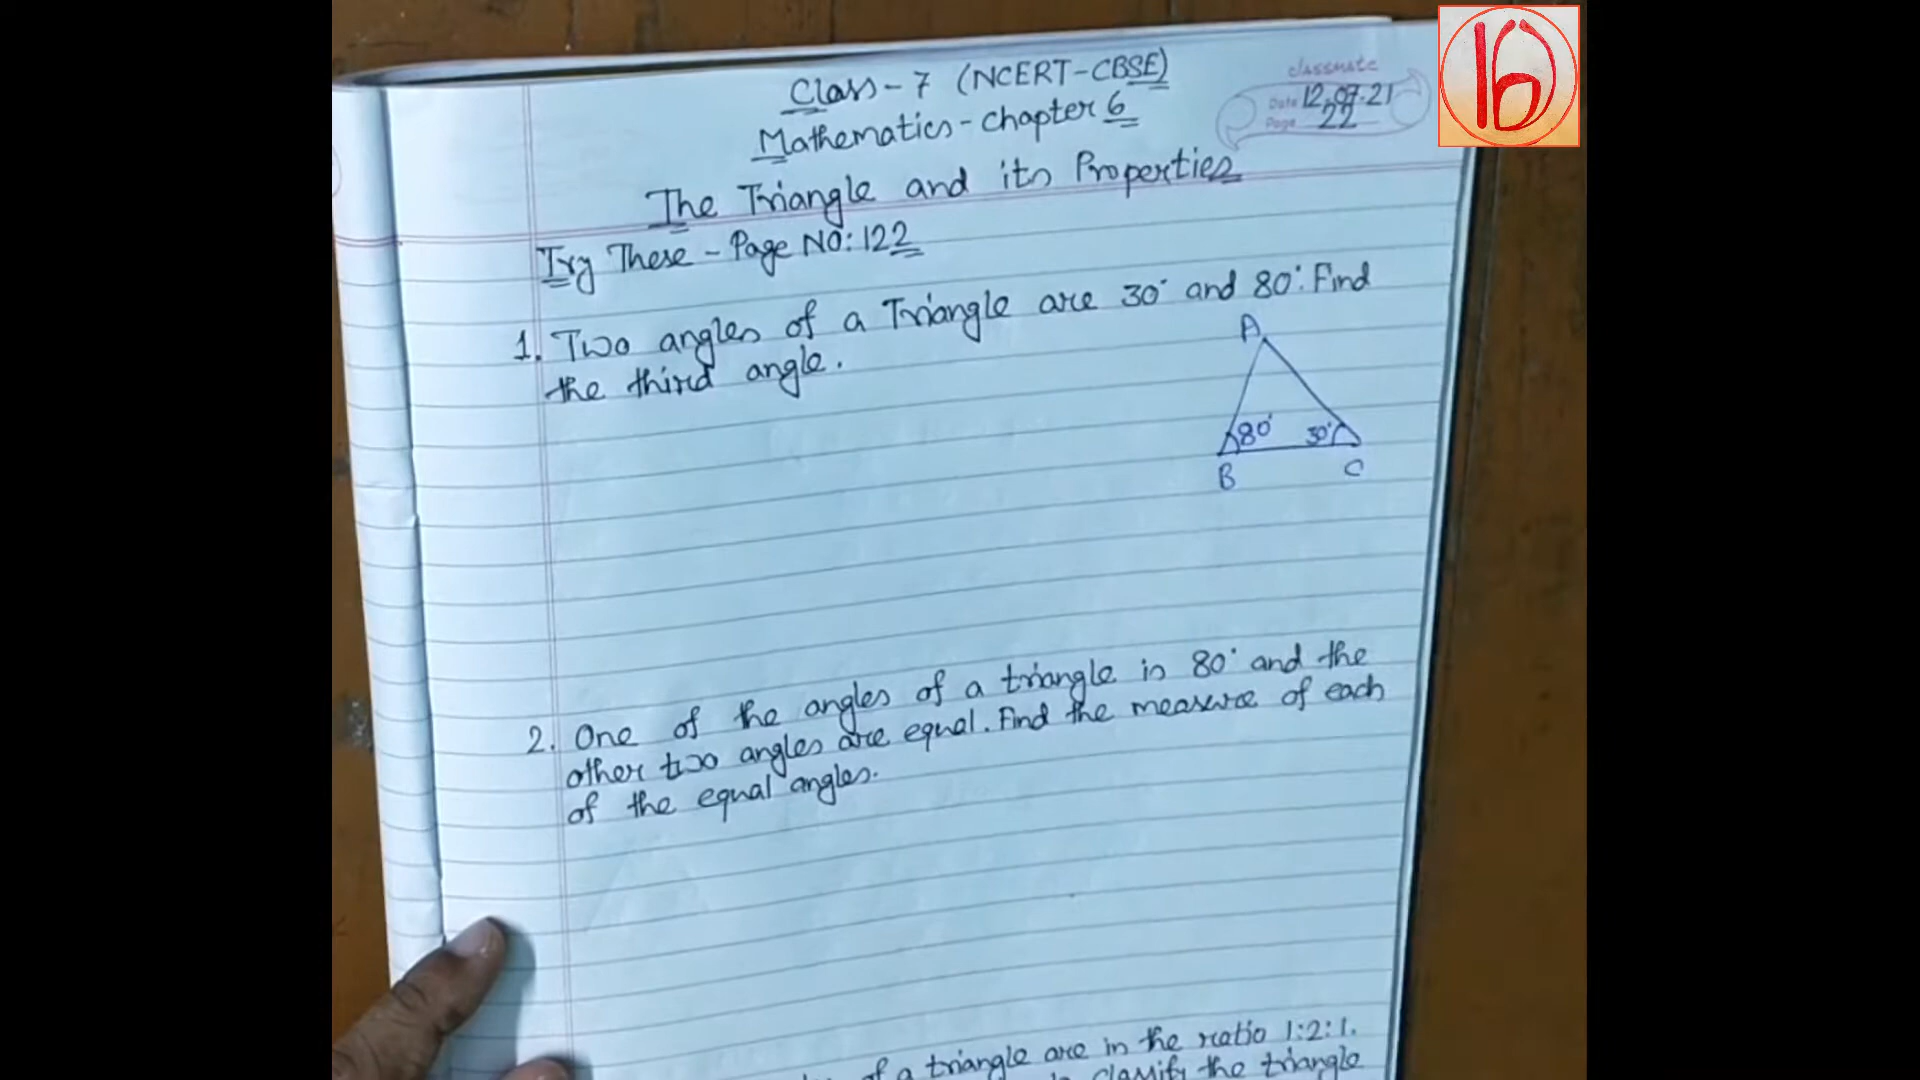 Class-7 (NCERT-CBSE)
Mathematics-chapter 6
classmate
Date 12.07.21
Page 22
The Triangle and its Properties
Try These - Page NO: 122
1. Two angles of a Triangle are 30° and 80°. Find
the third angle.
A
80° 30°
B C
2. One of the angles of a triangle is 80° and the
other two angles are equal. Find the measure of each
of the equal angles.
of a triangle are in the ratio 1:2:1.
classify the triangle